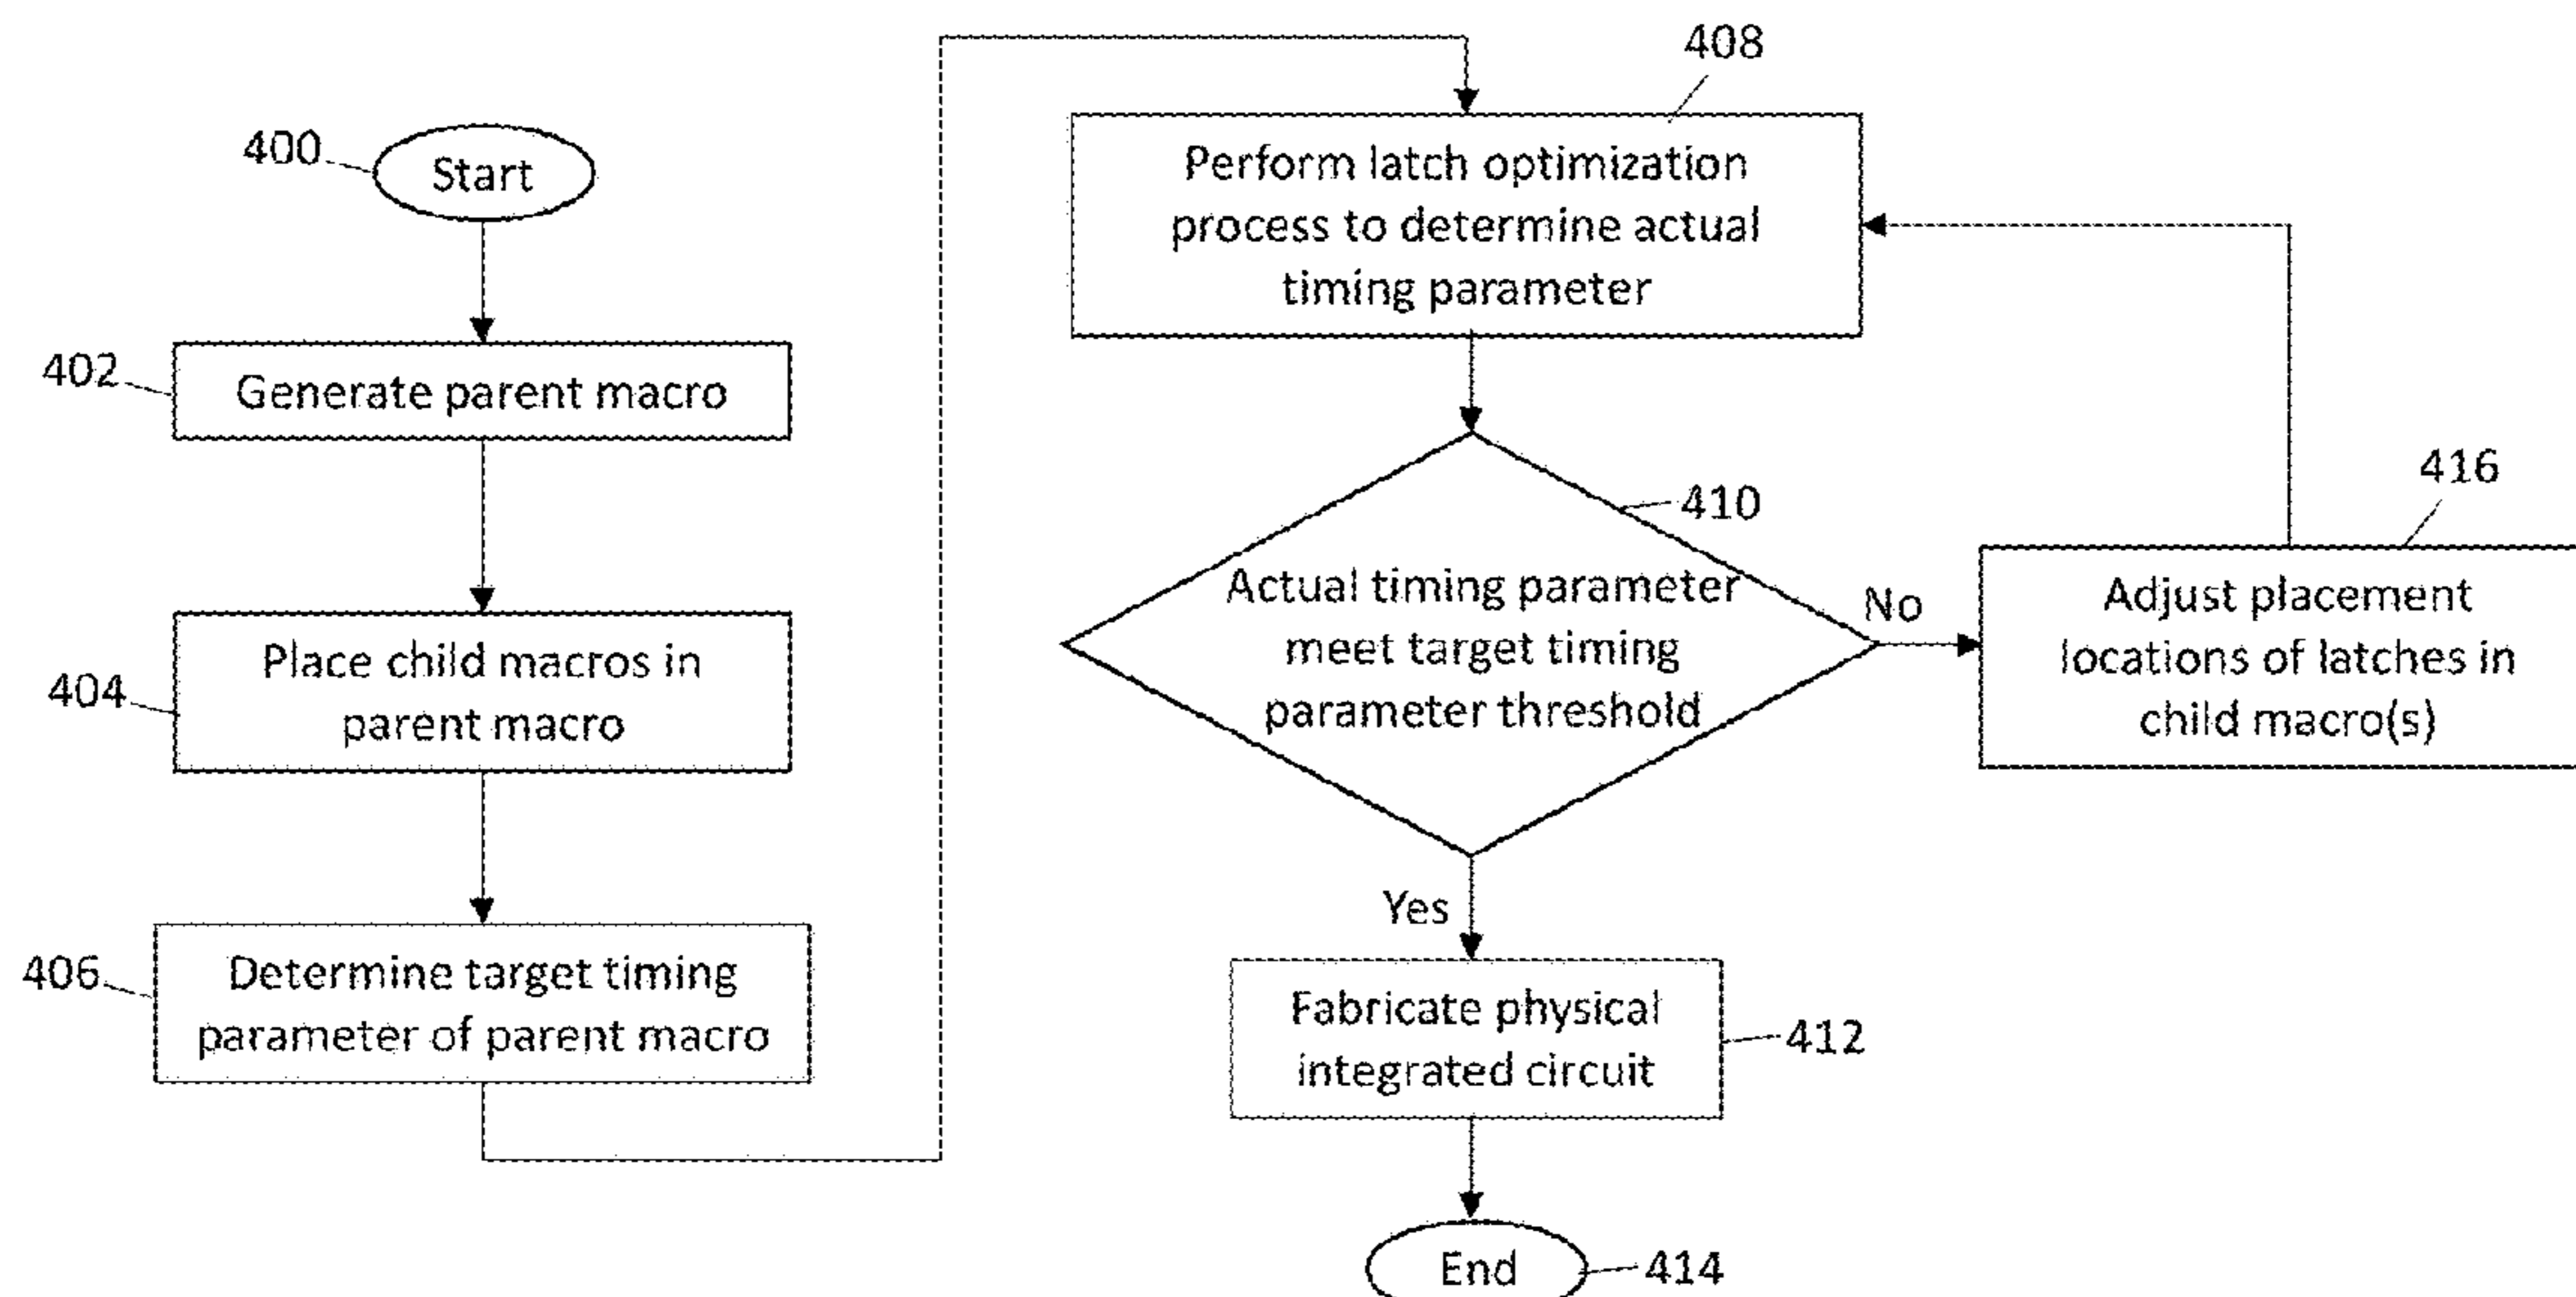 400
Start
402
Generate parent macro
404
Place child macros in
parent macro
406
Determine target timing
parameter of parent macro
408
Perform latch optimization
process to determine actual
timing parameter
410
Actual timing parameter
meet target timing
parameter threshold
No
416
Adjust placement
locations of latches in
child macro(s)
Yes
Fabricate physical
integrated circuit
412
End
414